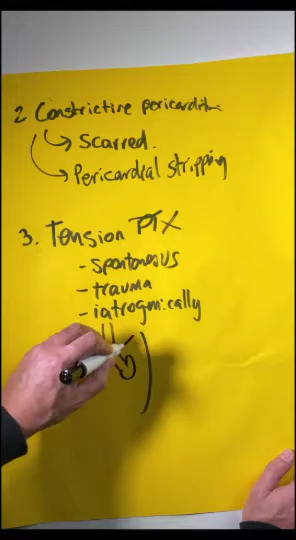 2 Constrictive pericarditis
Scarred.
Pericardial stripping
3. Tension PTX
- spontaneous
- trauma
- iatrogenically